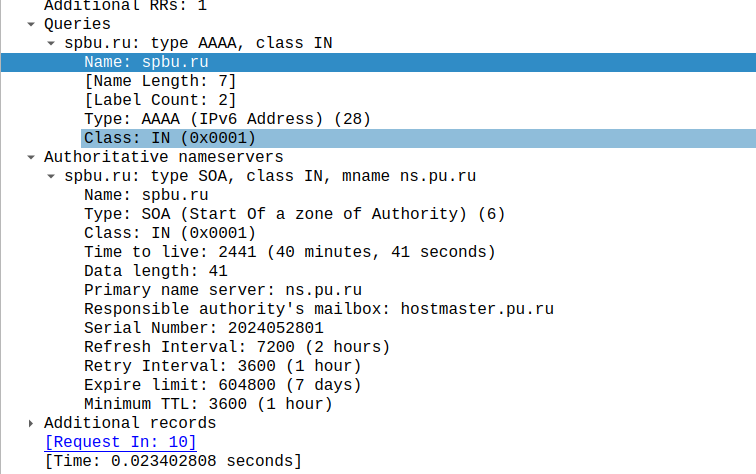 Additional RRs: 1
Queries
spbu.ru: type AAAA, class IN
Name: spbu.ru
[Name Length: 7]
[Label Count: 2]
Type: AAAA (IPv6 Address) (28)
Class: IN (0x0001)
Authoritative nameservers
spbu.ru: type SOA, class IN, mname ns.pu.ru
Name: spbu.ru
Type: SOA (Start Of a zone of Authority) (6)
Class: IN (0x0001)
Time to live: 2441 (40 minutes, 41 seconds)
Data length: 41
Primary name server: ns.pu.ru
Responsible authority's mailbox: hostmaster.pu.ru
Serial Number: 2024052801
Refresh Interval: 7200 (2 hours)
Retry Interval: 3600 (1 hour)
Expire limit: 604800 (7 days)
Minimum TTL: 3600 (1 hour)
Additional records
[Request In: 10]
[Time: 0.023402808 seconds]